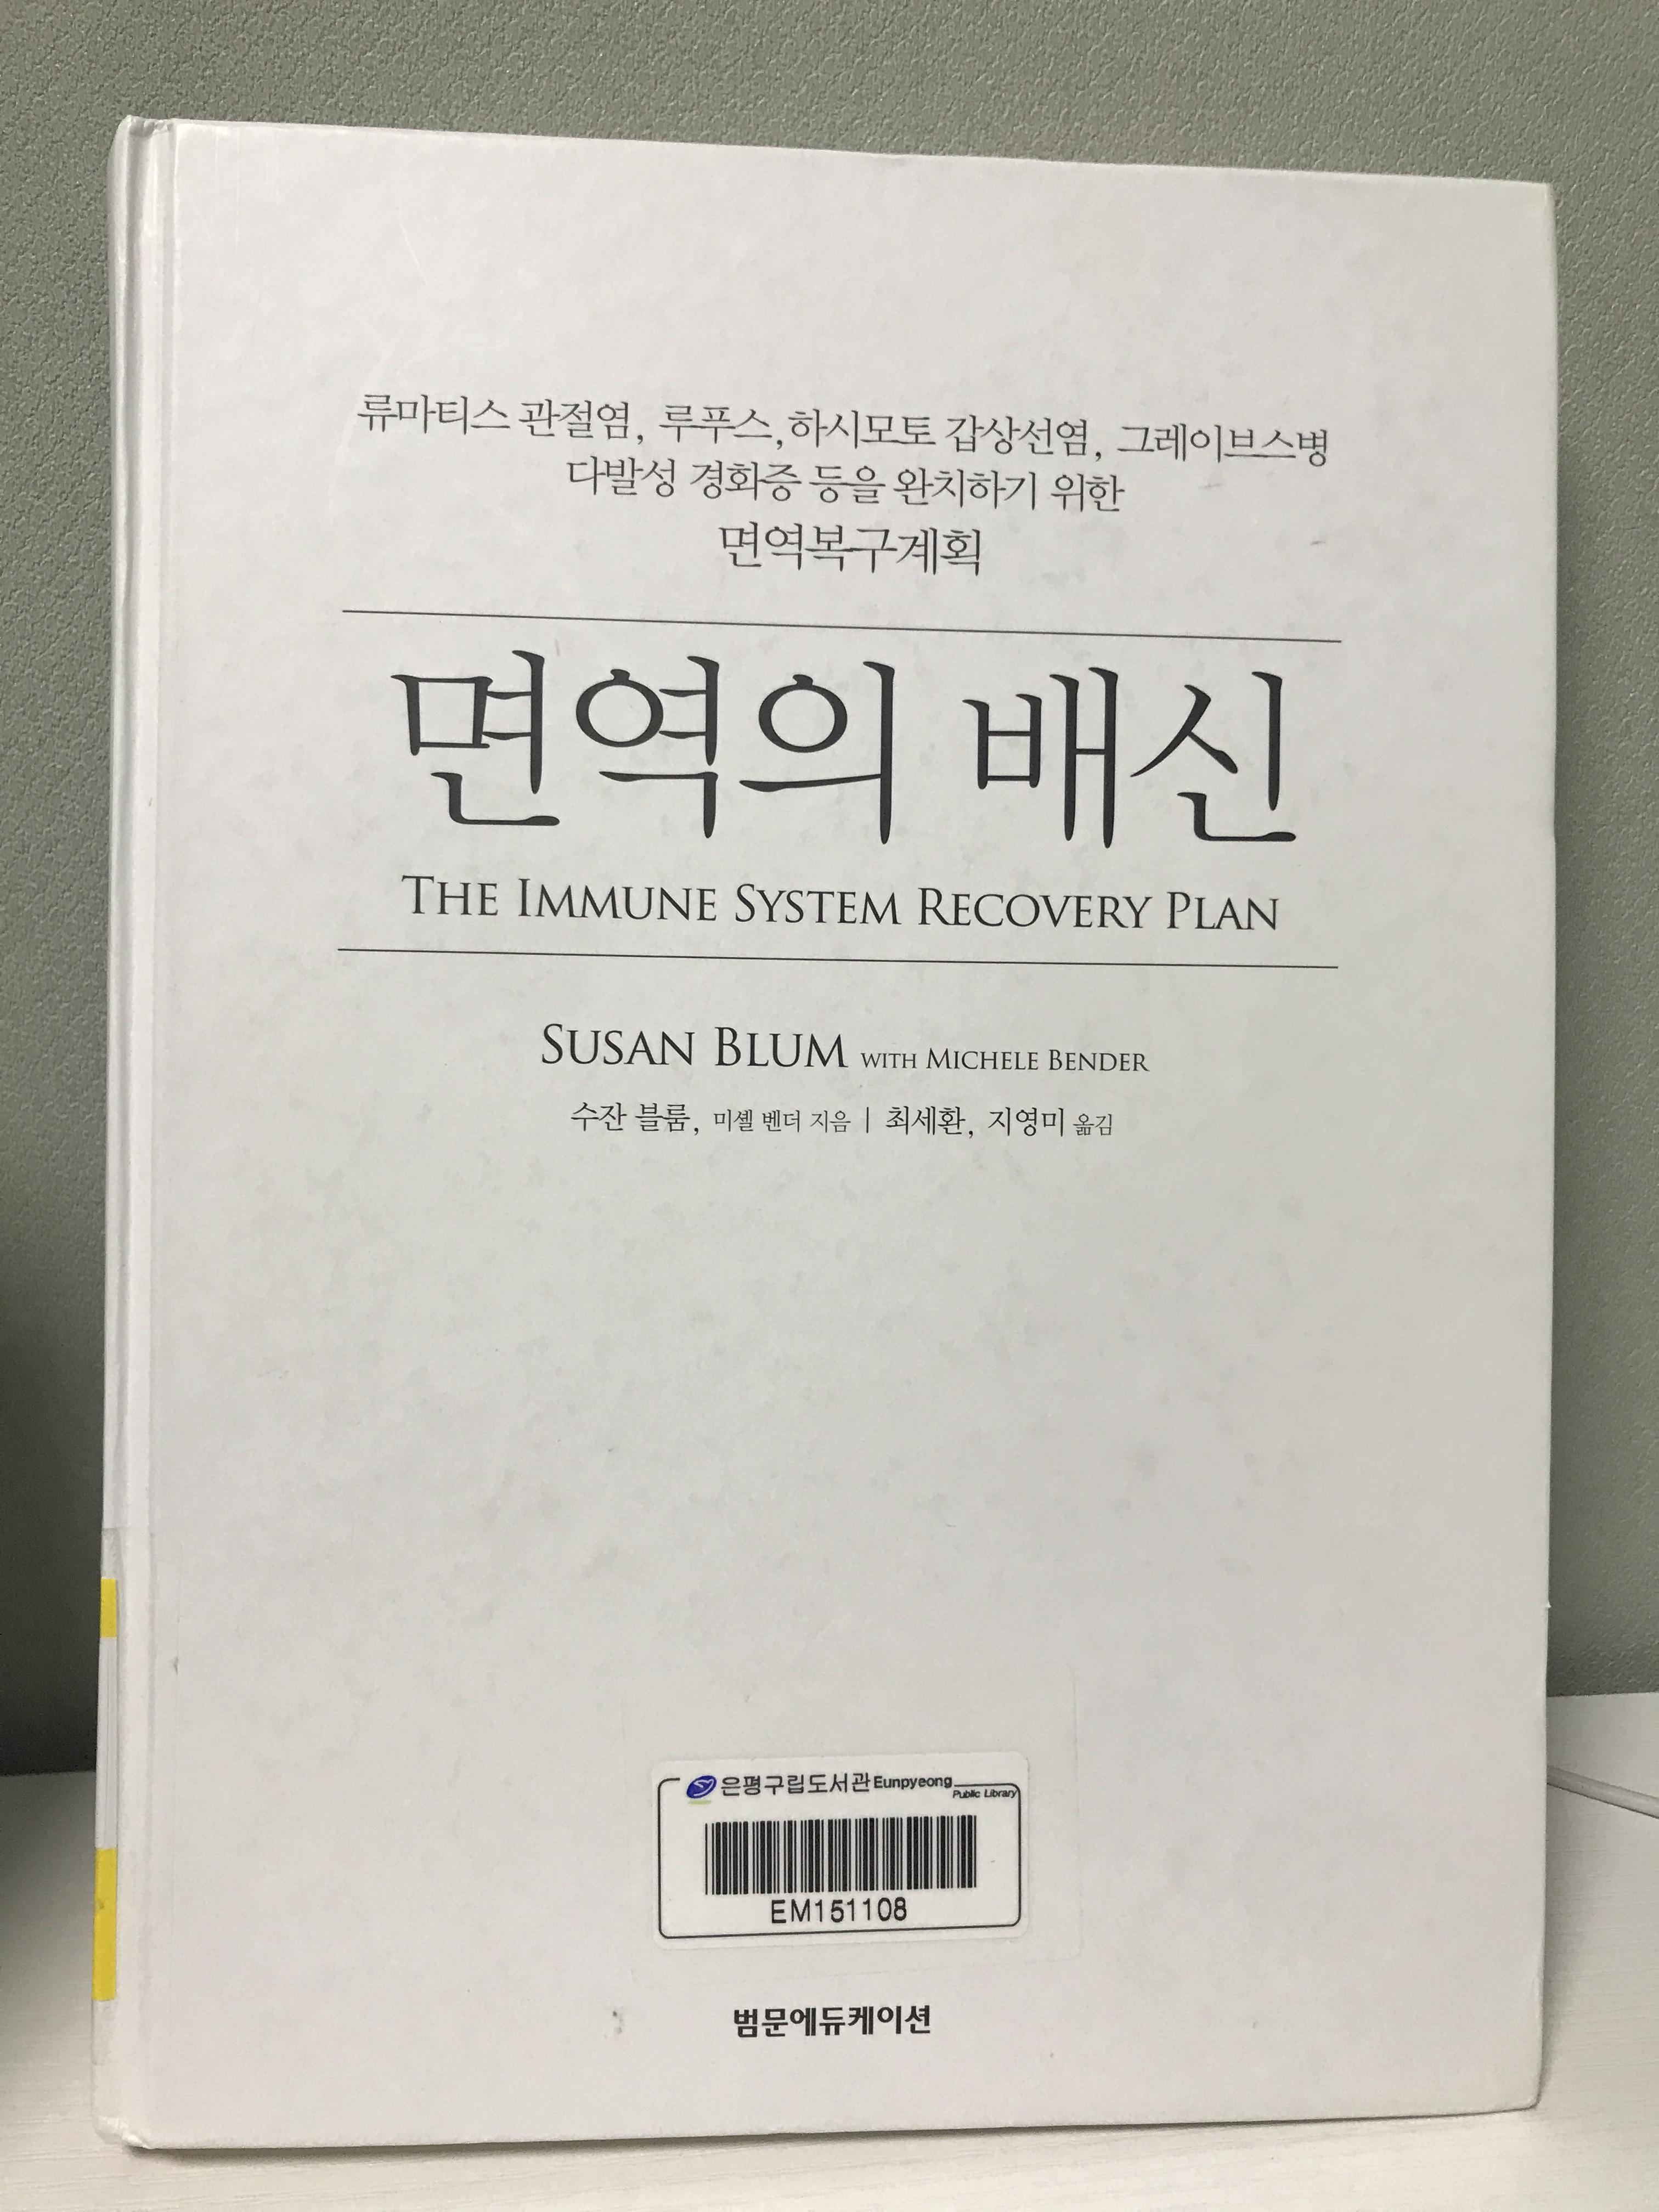 류마티스 관절염, 루푸스, 하시모토 갑상선염, 그레이브스병
다발성 경화증 등을 완치하기 위한
면역복구계획
면역의 배신
THE IMMUNE SYSTEM RECOVERY PLAN
SUSAN BLUM WITH MICHELE BENDER
수잔 블룸, 미셸 벤더 지음 | 최세환, 지영미 옮김
은평구립도서관 Eunpyeong
Public Library
EM151108
범문에듀케이션